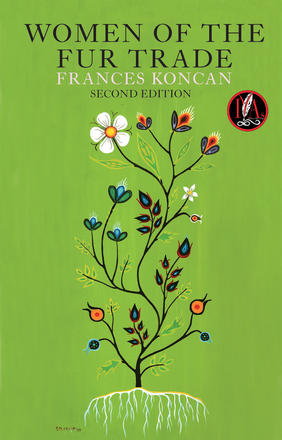 WOMEN OF THE
FUR TRADE
FRANCES KONCAN
SECOND EDITION